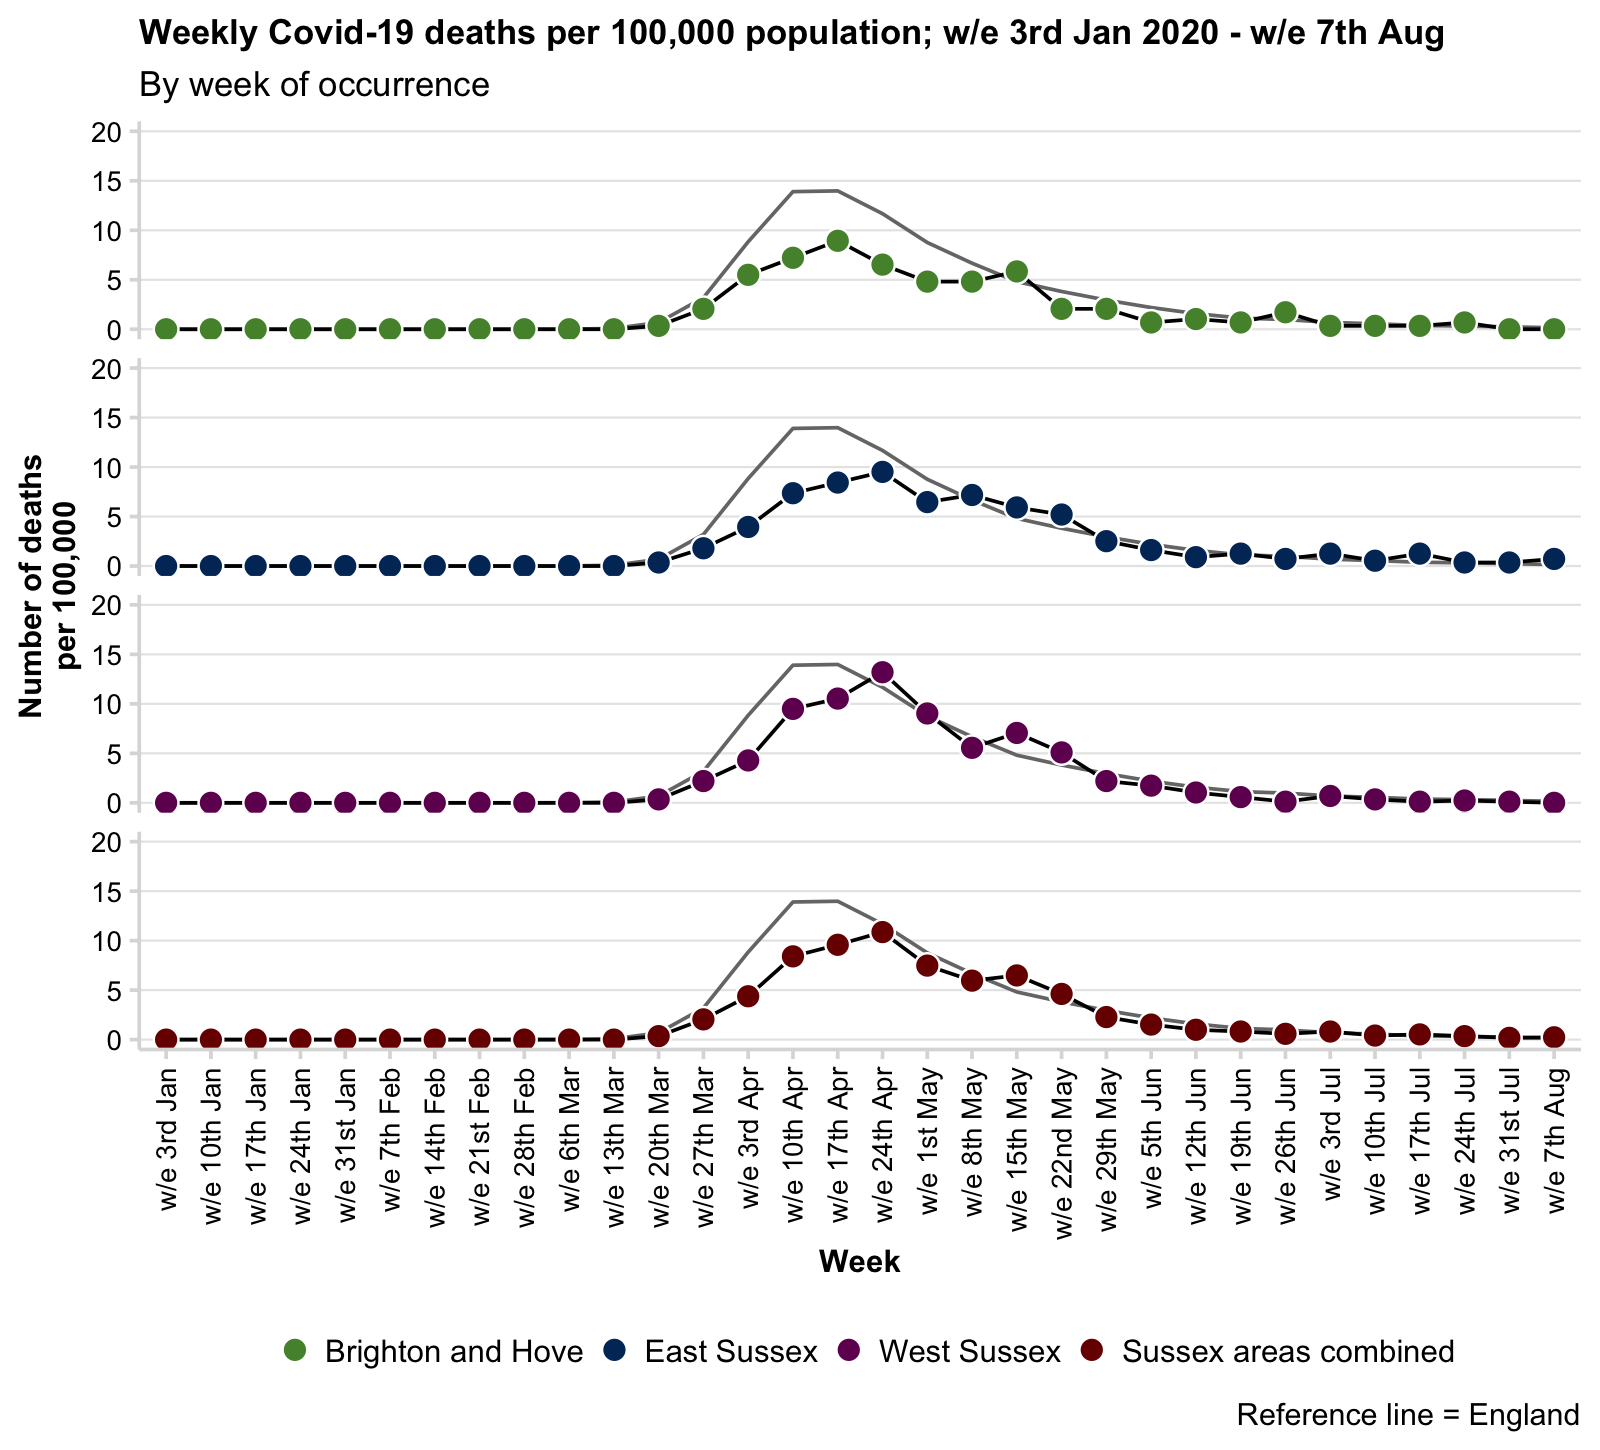 Weekly Covid-19 deaths per 100,000 population; w/e 3rd Jan 2020 - w/e 7th Aug
By week of occurrence
Number of deaths
per 100,000
20
15
10
5
0
20
15
10
5
0
20
15
10
5
0
20
15
10
5
0
w/e 3rd Jan
w/e 10th Jan
w/e 17th Jan
w/e 24th Jan
w/e 31st Jan
w/e 7th Feb
w/e 14th Feb
w/e 21st Feb
w/e 28th Feb
w/e 6th Mar
w/e 13th Mar
w/e 20th Mar
w/e 27th Mar
w/e 3rd Apr
w/e 10th Apr
w/e 17th Apr
w/e 24th Apr
w/e 1st May
w/e 8th May
w/e 15th May
w/e 22nd May
w/e 29th May
w/e 5th Jun
w/e 12th Jun
w/e 19th Jun
w/e 26th Jun
w/e 3rd Jul
w/e 10th Jul
w/e 17th Jul
w/e 24th Jul
w/e 31st Jul
w/e 7th Aug
Week
Brighton and Hove
East Sussex
West Sussex
Sussex areas combined
Reference line = England